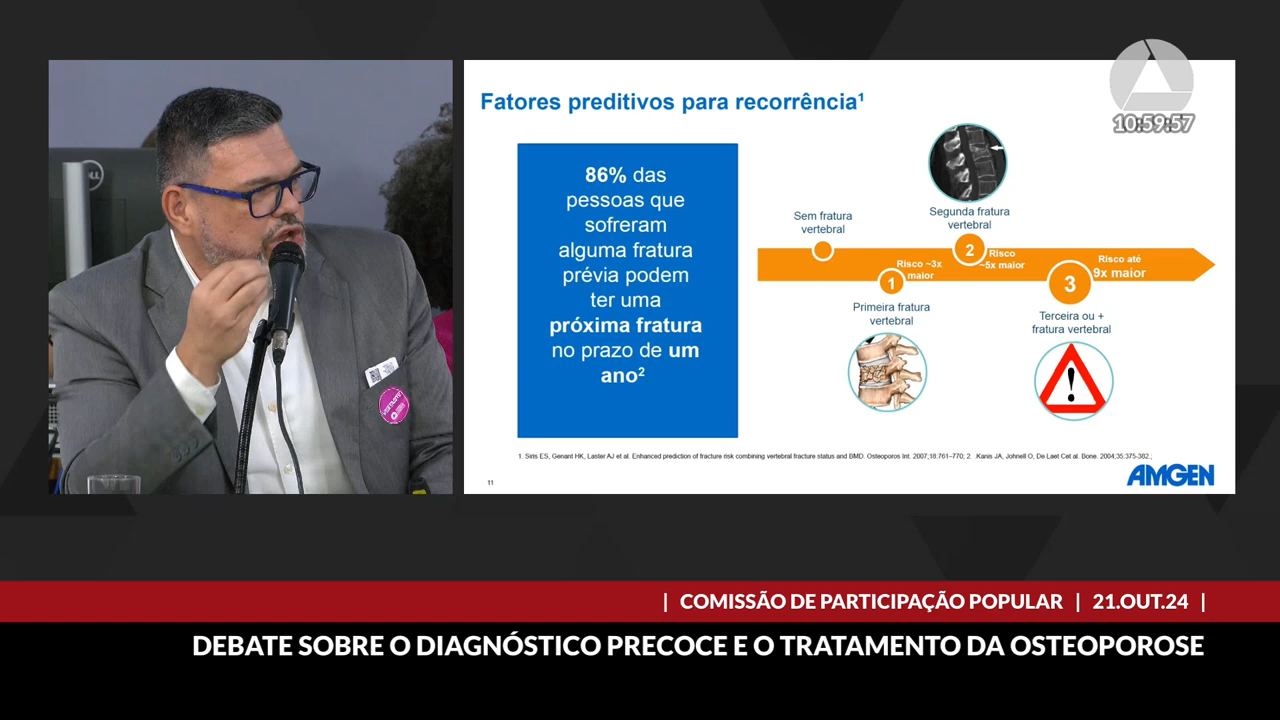 DELL
Fatores preditivos para recorrência¹
10:59:57
86% das
pessoas que
sofreram
alguma fratura
prévia podem
ter uma
próxima fratura
no prazo de um
ano²
Sem fratura
vertebral
1
Risco ~3x
maior
Primeira fratura
vertebral
Segunda fratura
vertebral
2
Risco
~5x maior
3
Risco até
9x maior
Terceira ou +
fratura vertebral
!
1. Siris ES, Genant HK, Laster AJ et al. Enhanced prediction of fracture risk combining vertebral fracture status and BMD. Osteoporos Int. 2007;18:761–770; 2. .Kanis JA, Johnell O, De Laet Cet al. Bone. 2004;35:375-382.;
11
AMGEN
| COMISSÃO DE PARTICIPAÇÃO POPULAR | 21.OUT.24 |
DEBATE SOBRE O DIAGNÓSTICO PRECOCE E O TRATAMENTO DA OSTEOPOROSE